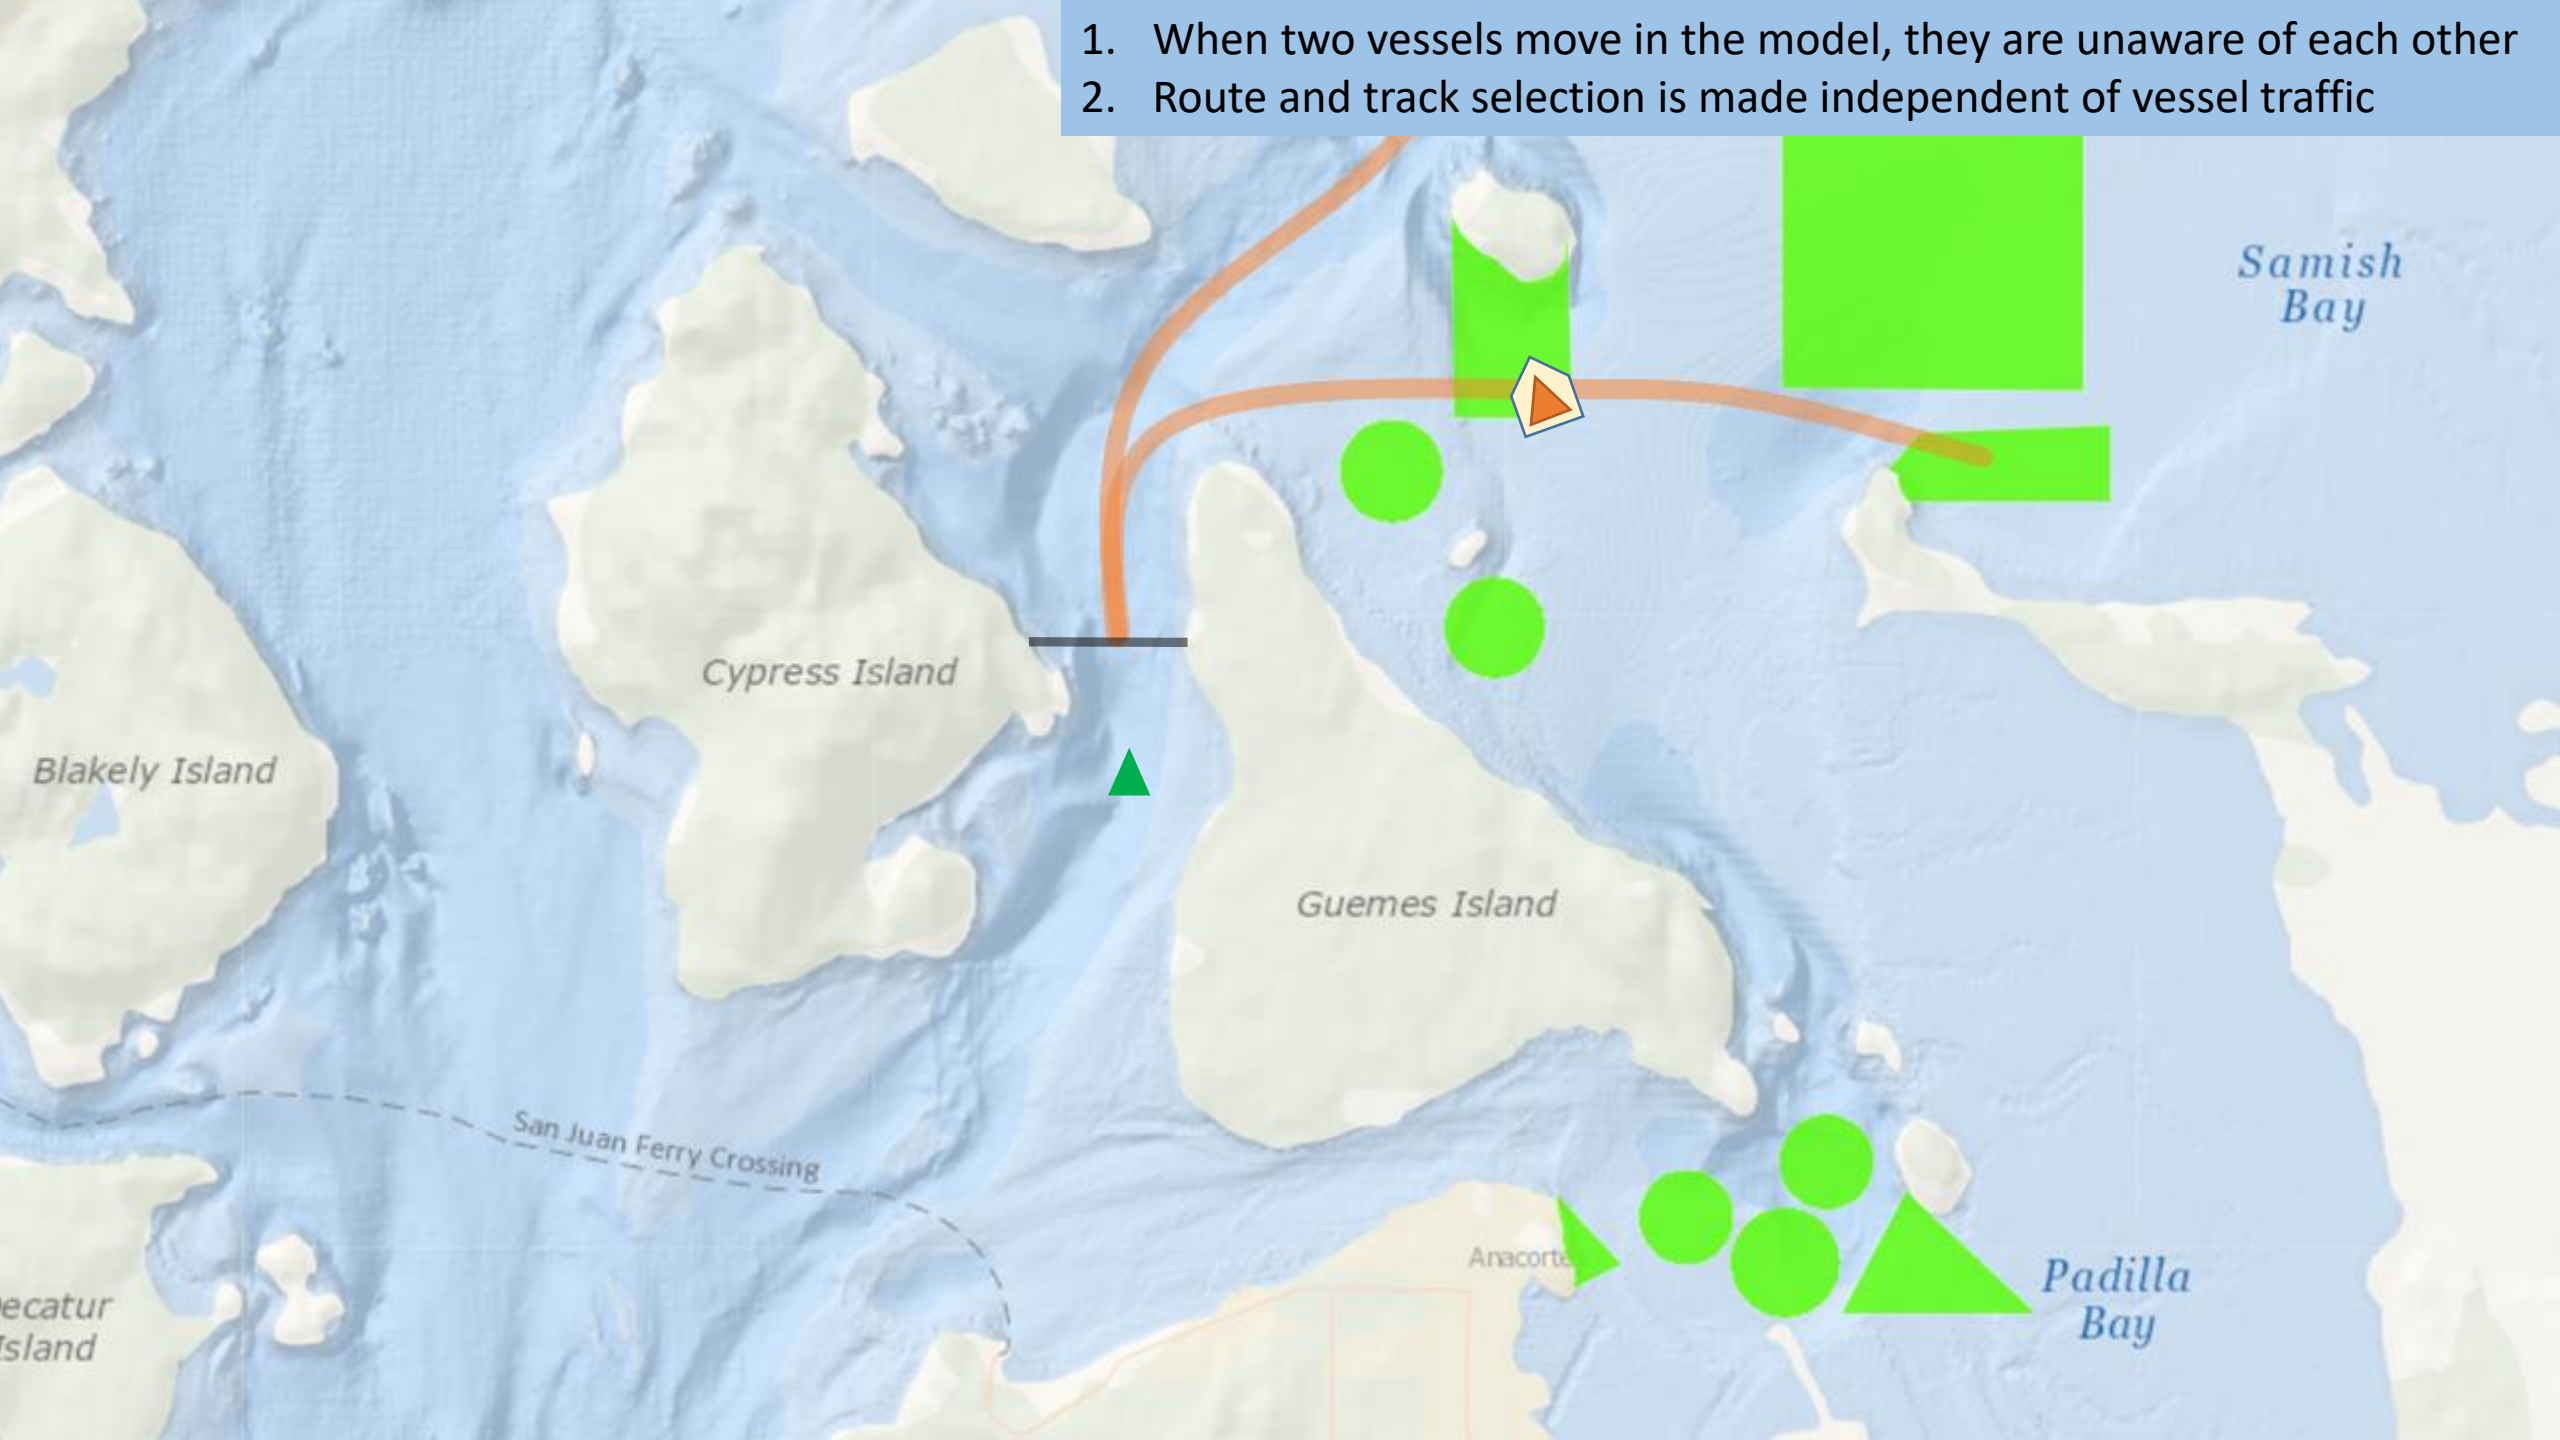 1. When two vessels move in the model, they are unaware of each other
2. Route and track selection is made independent of vessel traffic
Samish
Bay
Cypress Island
Blakely Island
Guemes Island
San Juan Ferry Crossing
Anacorte
Padilla
Bay
ecatur
Island